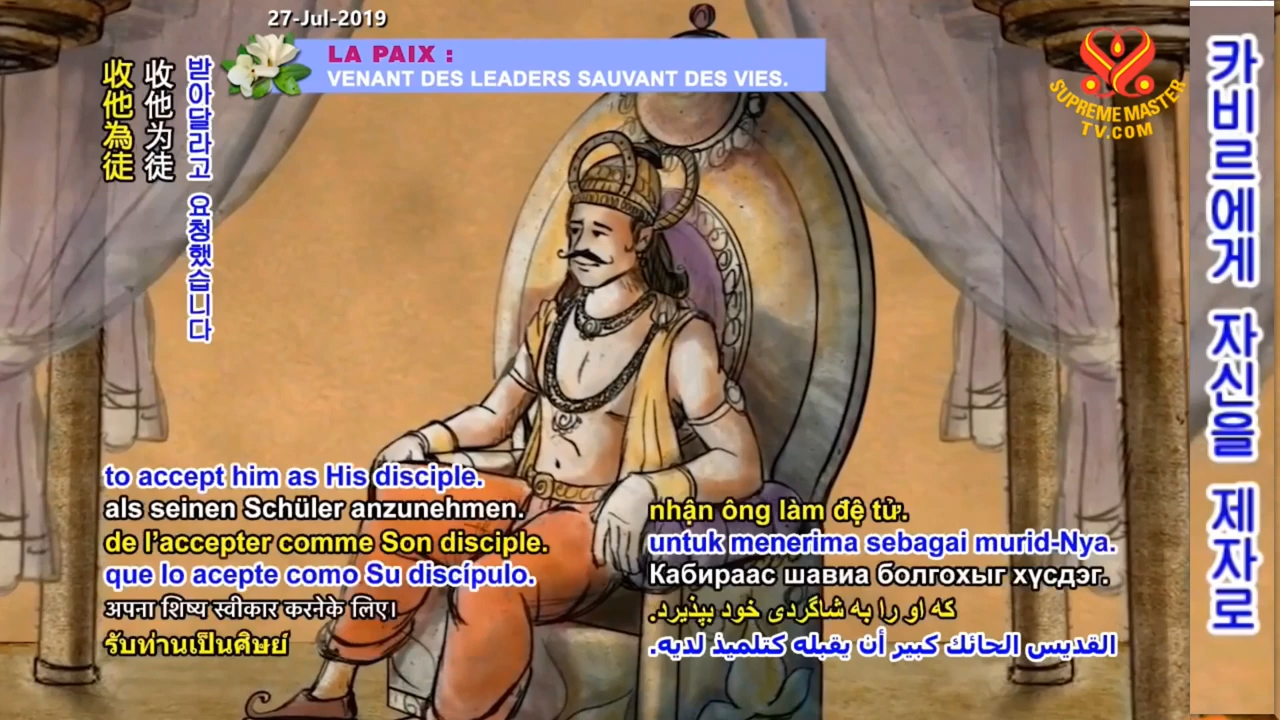 27-Jul-2019
LA PAIX :
VENANT DES LEADERS SAUVANT DES VIES.
SUPREME MASTER
TV.COM
카비르에게 자신을 제자로
받아달라고 요청했습니다
收他为徒
收他為徒
to accept him as His disciple.
als seinen Schüler anzunehmen.
de l’accepter comme Son disciple.
que lo acepte como Su discípulo.
अपना शिष्य स्वीकार करनेके लिए।
รับท่านเป็นศิษย์
nhận ông làm đệ tử.
untuk menerima sebagai murid-Nya.
Кабираас шавиа болгохыг хүсдэг.
که او را به شاگردی خود بپذیرد.
القديس الحائك كبير أن يقبله كتلميذ لديه.